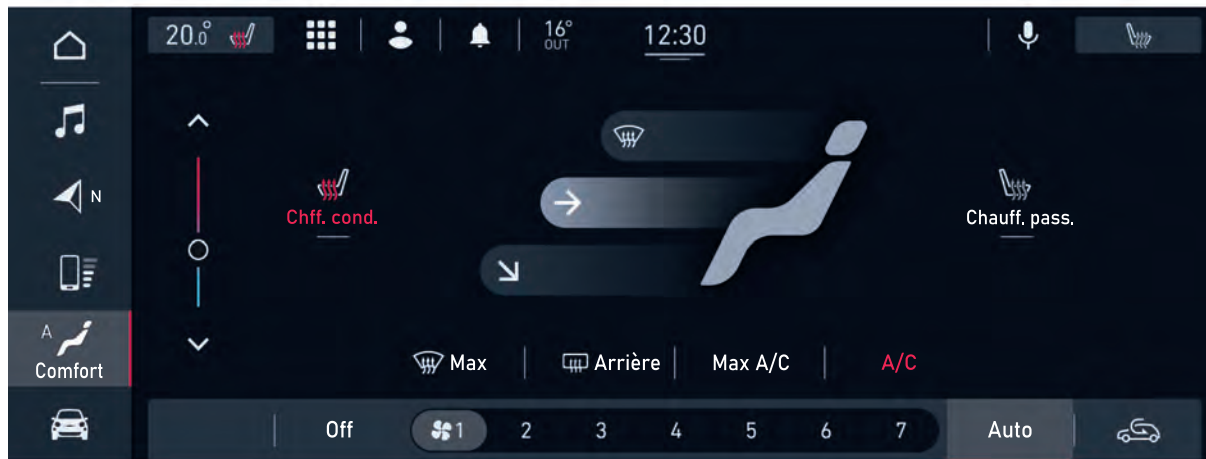 20.0°
16°
OUT
12:30
N
Chff. cond.
Chauff. pass.
A
Comfort
Max
Arrière
Max A/C
A/C
Off 1 2 3 4 5 6 7 Auto